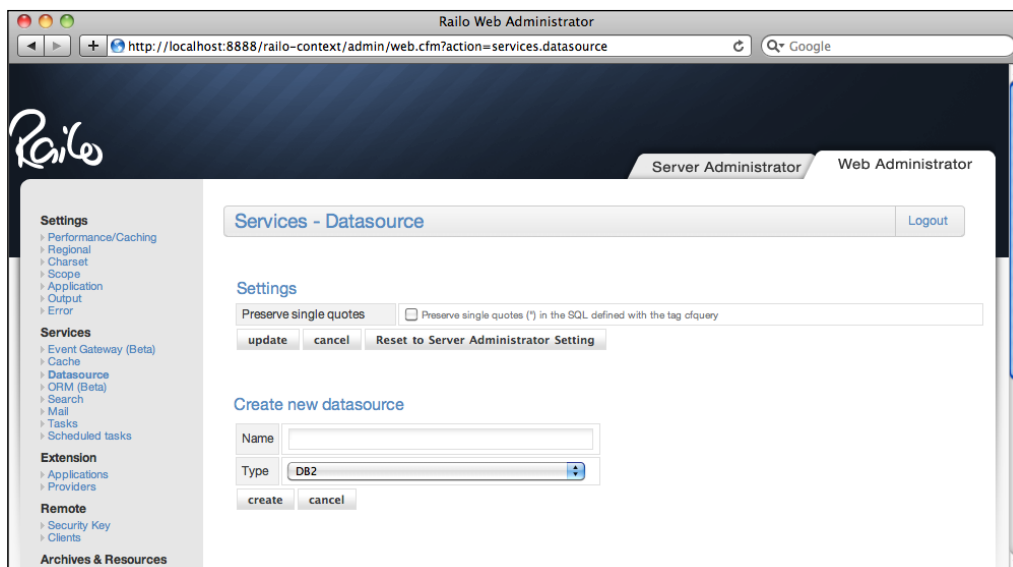 Railo Web Administrator
http://localhost:8888/railo-context/admin/web.cfm?action=services.datasource
Google
Railo
Server Administrator
Web Administrator
Settings
Performance/Caching
Regional
Charset
Scope
Application
Output
Error
Services
Event Gateway (Beta)
Cache
Datasource
ORM (Beta)
Search
Mail
Tasks
Scheduled tasks
Extension
Applications
Providers
Remote
Security Key
Clients
Archives & Resources
Services - Datasource
Logout
Settings
Preserve single quotes
Preserve single quotes (") in the SQL defined with the tag cfquery
update cancel Reset to Server Administrator Setting
Create new datasource
Name
Type DB2
create cancel